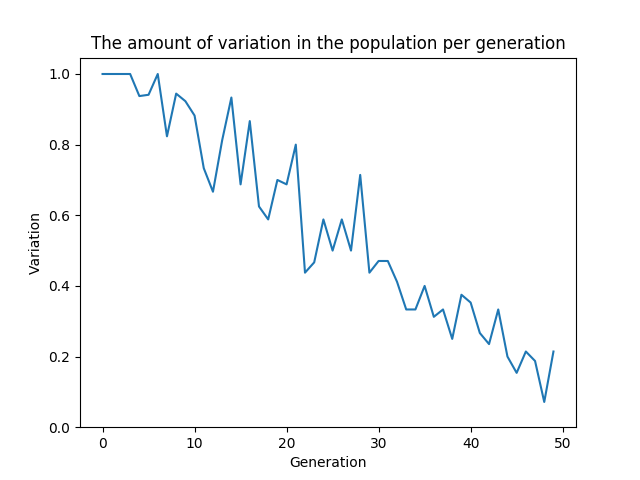 The amount of variation in the population per generation
1.0
0.8
0.6
0.4
0.2
0.0
Variation
0 10 20 30 40 50
Generation